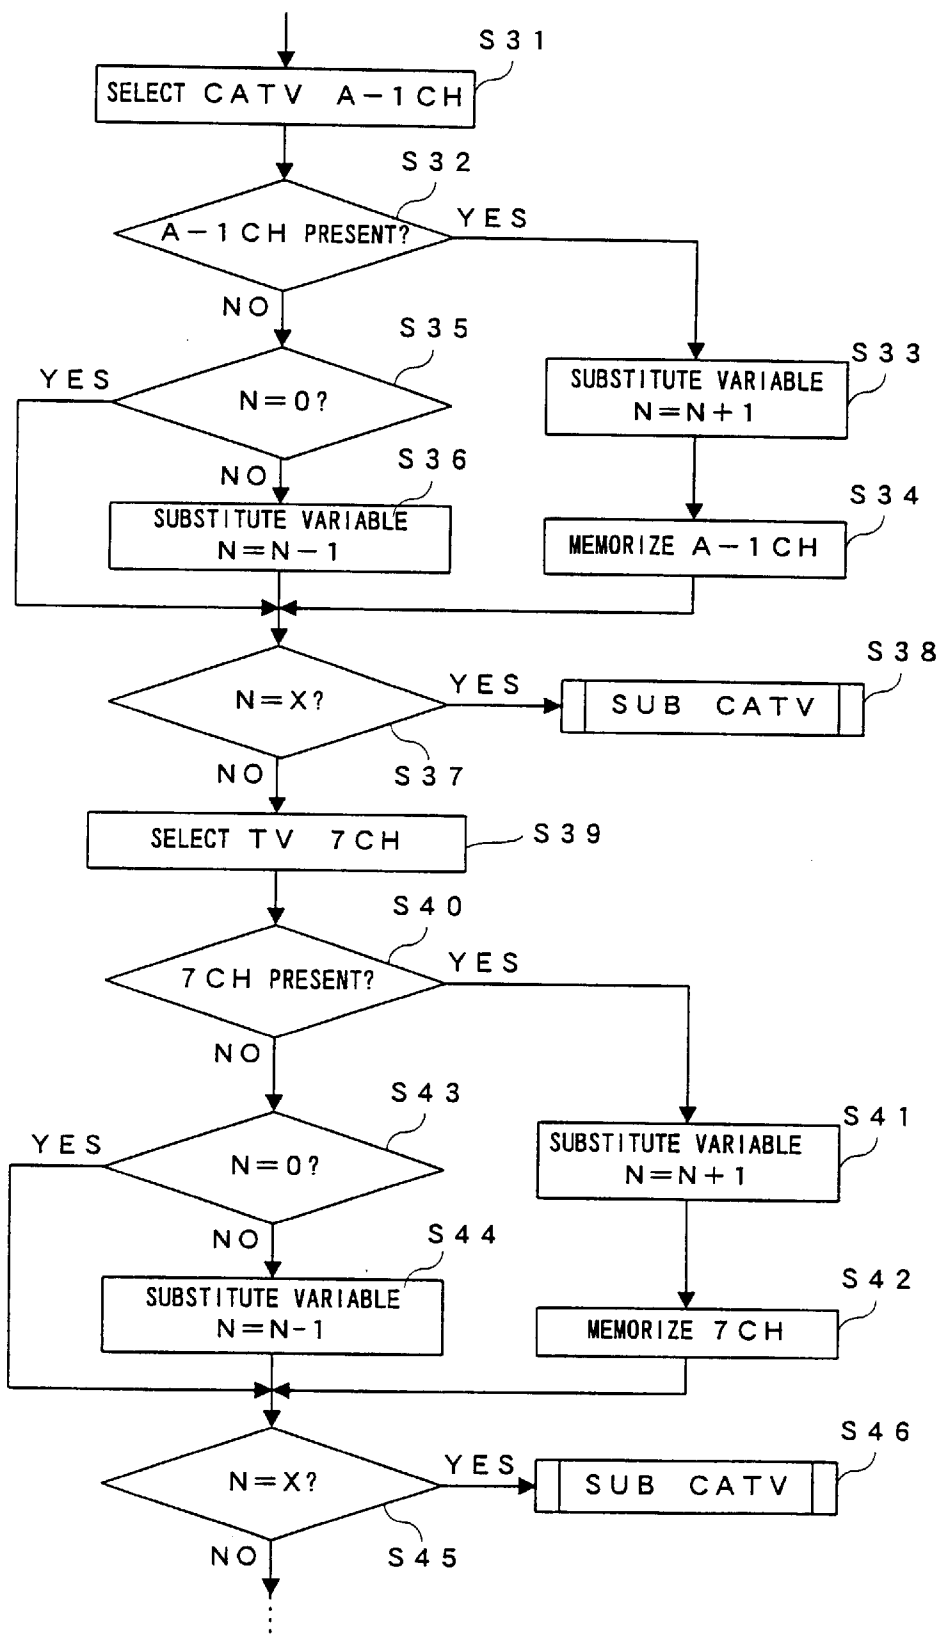 S31
SELECT CATV A-1CH
S32
A-1CH PRESENT?
YES
NO
S35
S33
YES
N=0?
SUBSTITUTE VARIABLE
N=N+1
NO
S36
S34
SUBSTITUTE VARIABLE
N=N-1
MEMORIZE A-1CH
S38
N=X?
YES
SUB CATV
NO
S37
SELECT TV 7CH
S39
S40
7CH PRESENT?
YES
NO
S43
S41
YES
N=0?
SUBSTITUTE VARIABLE
N=N+1
NO
S44
S42
SUBSTITUTE VARIABLE
N=N-1
MEMORIZE 7CH
S46
N=X?
YES
SUB CATV
NO
S45